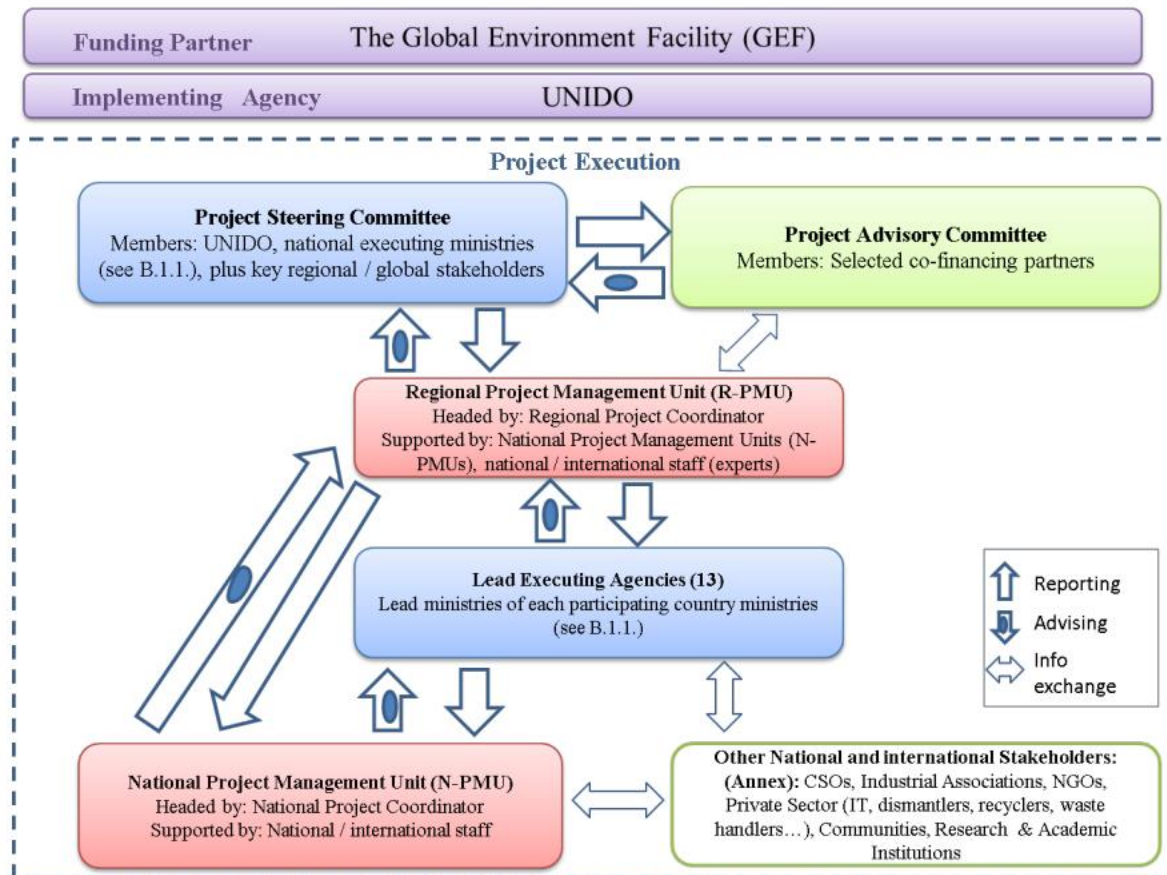 Funding Partner The Global Environment Facility (GEF)
Implementing Agency UNIDO
Project Execution
Project Steering Committee
Members: UNIDO, national executing ministries
(see B.1.1.), plus key regional / global stakeholders
Project Advisory Committee
Members: Selected co-financing partners
Regional Project Management Unit (R-PMU)
Headed by: Regional Project Coordinator
Supported by: National Project Management Units (N-
PMUs), national / international staff (experts)
Lead Executing Agencies (13)
Lead ministries of each participating country ministries
(see B.1.1.)
Reporting
Advising
Info
exchange
National Project Management Unit (N-PMU)
Headed by: National Project Coordinator
Supported by: National / international staff
Other National and international Stakeholders:
(Annex): CSOs, Industrial Associations, NGOs,
Private Sector (IT, dismantlers, recyclers, waste
handlers…), Communities, Research & Academic
Institutions